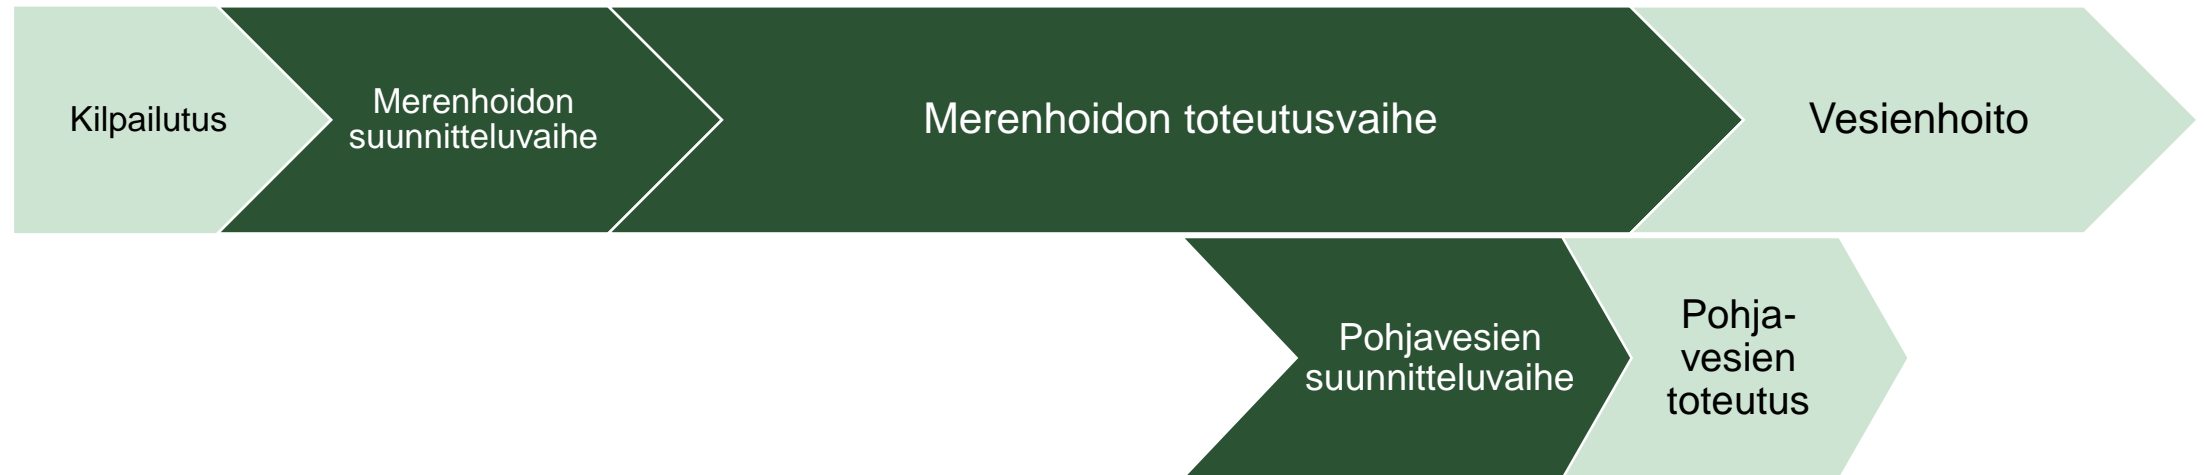 Kilpailutus
Merenhoidon
suunnitteluvaihe
Merenhoidon toteutusvaihe
Vesienhoito
Pohjavesien
suunnitteluvaihe
Pohja-
vesien
toteutus